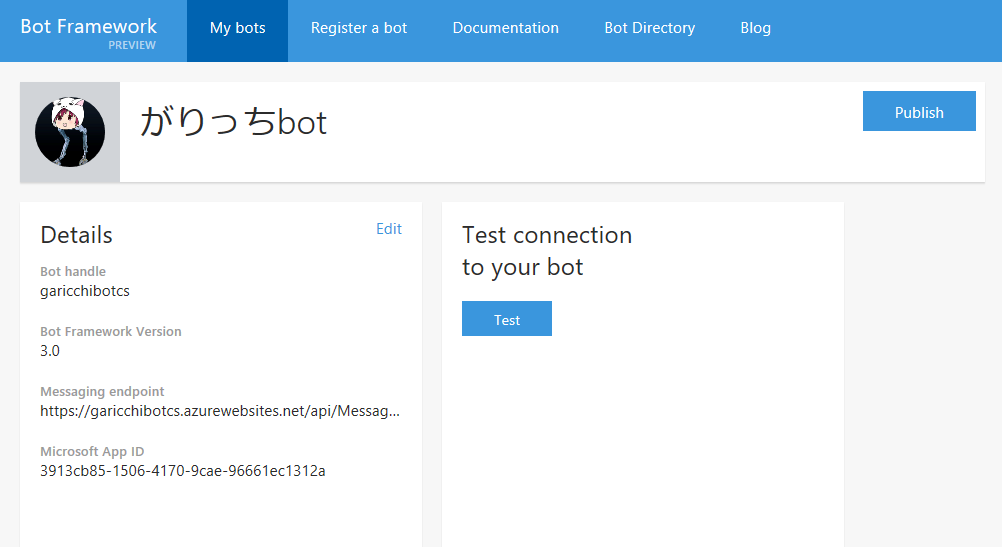 Bot Framework
PREVIEW
My bots
Register a bot
Documentation
Bot Directory
Blog
がりっちbot
Publish
Details
Edit
Bot handle
garicchibotcs
Bot Framework Version
3.0
Messaging endpoint
https://garicchibotcs.azurewebsites.net/api/Messag...
Microsoft App ID
3913cb85-1506-4170-9cae-96661ec1312a
Test connection
to your bot
Test